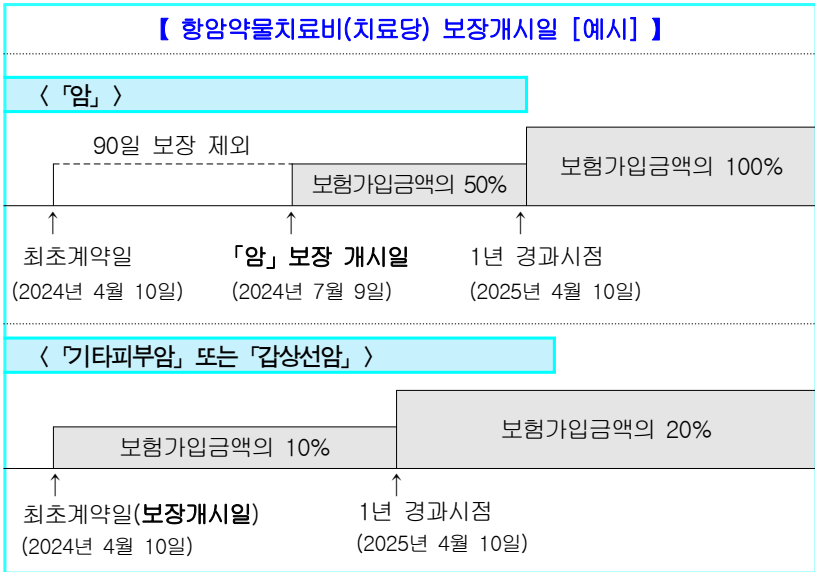 【 항암약물치료비(치료당) 보장개시일 [예시] 】
〈 「암」 〉
90일 보장 제외
보험가입금액의 50%
보험가입금액의 100%
↑ ↑ ↑
최초계약일 「암」 보장 개시일 1년 경과시점
(2024년 4월 10일) (2024년 7월 9일) (2025년 4월 10일)
〈 「기타피부암」 또는 「갑상선암」 〉
보험가입금액의 10%
보험가입금액의 20%
↑ ↑
최초계약일(보장개시일) 1년 경과시점
(2024년 4월 10일) (2025년 4월 10일)